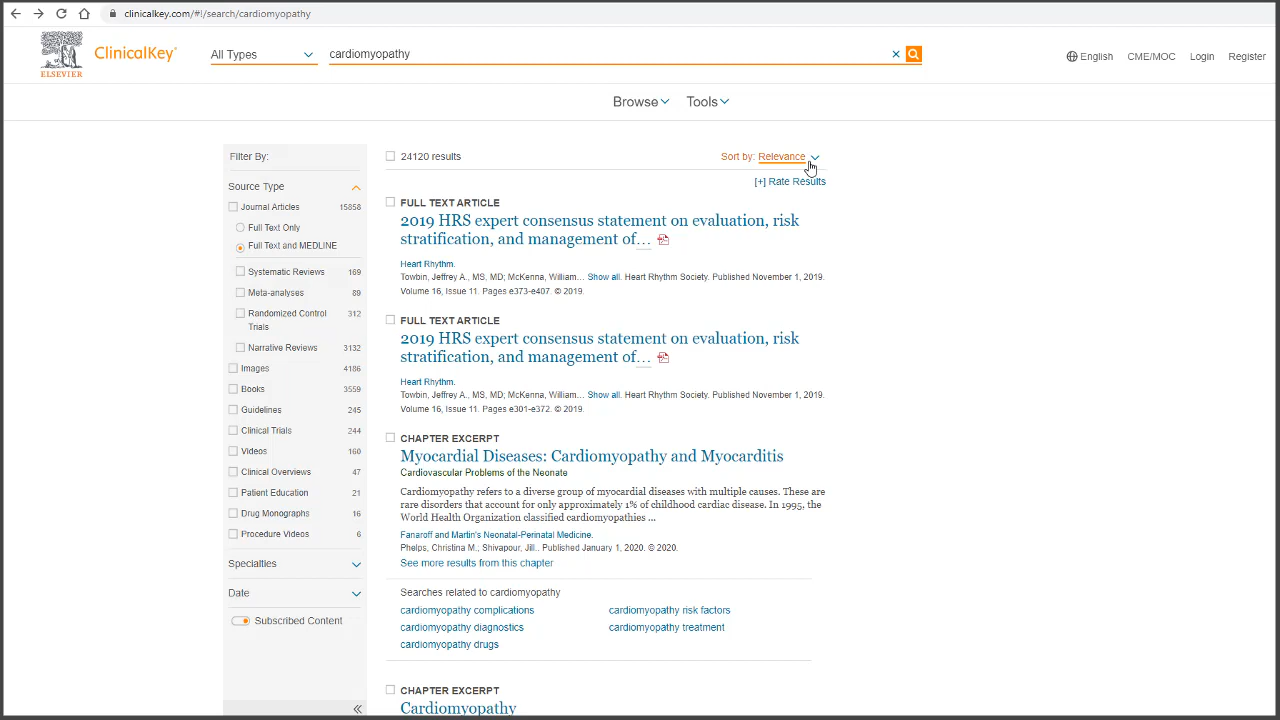 clinicalkey.com/#!/search/cardiomyopathy
ELSEVIER
ClinicalKey®
All Types
cardiomyopathy
English
CME/MOC
Login
Register
Browse
Tools
Filter By:
Source Type
Journal Articles 15858
Full Text Only
Full Text and MEDLINE
Systematic Reviews 169
Meta-analyses 89
Randomized Control 312
Trials
Narrative Reviews 3132
Images 4186
Books 3559
Guidelines 245
Clinical Trials 244
Videos 160
Clinical Overviews 47
Patient Education 21
Drug Monographs 16
Procedure Videos 6
Specialties
Date
Subscribed Content
24120 results
Sort by: Relevance
[+] Rate Results
FULL TEXT ARTICLE
2019 HRS expert consensus statement on evaluation, risk
stratification, and management of...
Heart Rhythm.
Towbin, Jeffrey A., MS, MD; McKenna, William... Show all. Heart Rhythm Society. Published November 1, 2019.
Volume 16, Issue 11. Pages e373-e407. © 2019.
FULL TEXT ARTICLE
2019 HRS expert consensus statement on evaluation, risk
stratification, and management of...
Heart Rhythm.
Towbin, Jeffrey A., MS, MD; McKenna, William... Show all. Heart Rhythm Society. Published November 1, 2019.
Volume 16, Issue 11. Pages e301-e372. © 2019.
CHAPTER EXCERPT
Myocardial Diseases: Cardiomyopathy and Myocarditis
Cardiovascular Problems of the Neonate
Cardiomyopathy refers to a diverse group of myocardial diseases with multiple causes. These are
rare disorders that account for only approximately 1% of childhood cardiac disease. In 1995, the
World Health Organization classified cardiomyopathies ...
Fanaroff and Martin's Neonatal-Perinatal Medicine.
Phelps, Christina M.; Shivapour, Jill.. Published January 1, 2020. © 2020.
See more results from this chapter
Searches related to cardiomyopathy
cardiomyopathy complications
cardiomyopathy risk factors
cardiomyopathy diagnostics
cardiomyopathy treatment
cardiomyopathy drugs
CHAPTER EXCERPT
Cardiomyopathy